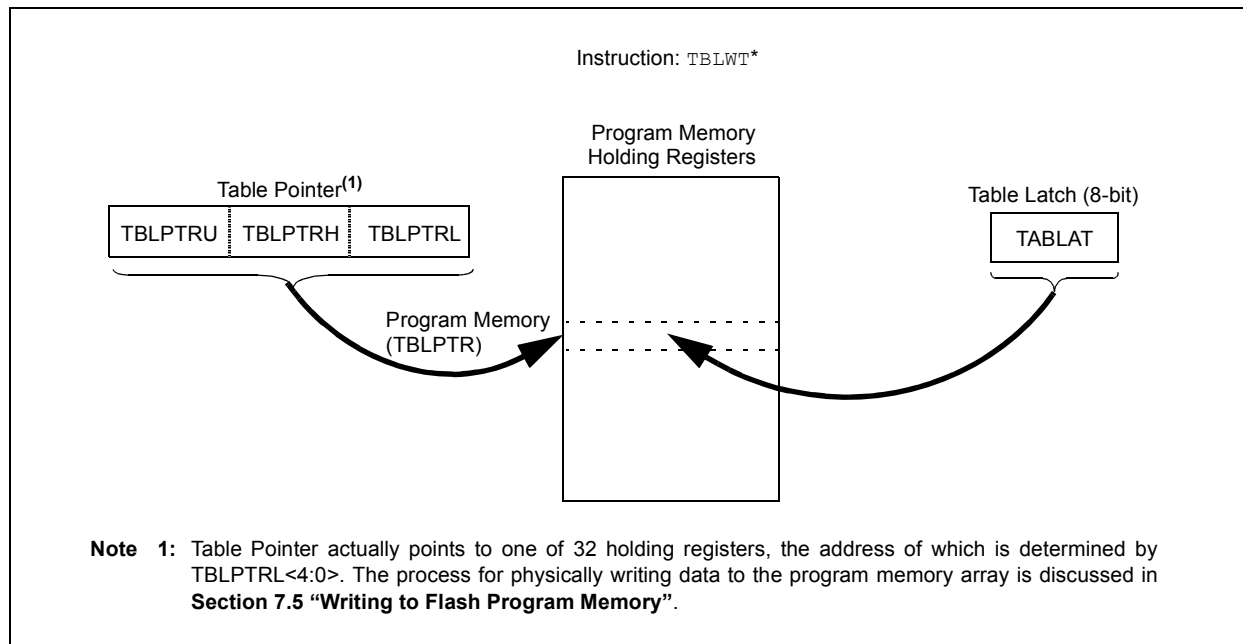 Instruction: TBLWT*
Program Memory
Holding Registers
Table Pointer(1)
Table Latch (8-bit)
TBLPTRU TBLPTRH TBLPTRL
TABLAT
Program Memory
(TBLPTR)
Note 1: Table Pointer actually points to one of 32 holding registers, the address of which is determined by
TBLPTRL<4:0>. The process for physically writing data to the program memory array is discussed in
Section 7.5 “Writing to Flash Program Memory”.